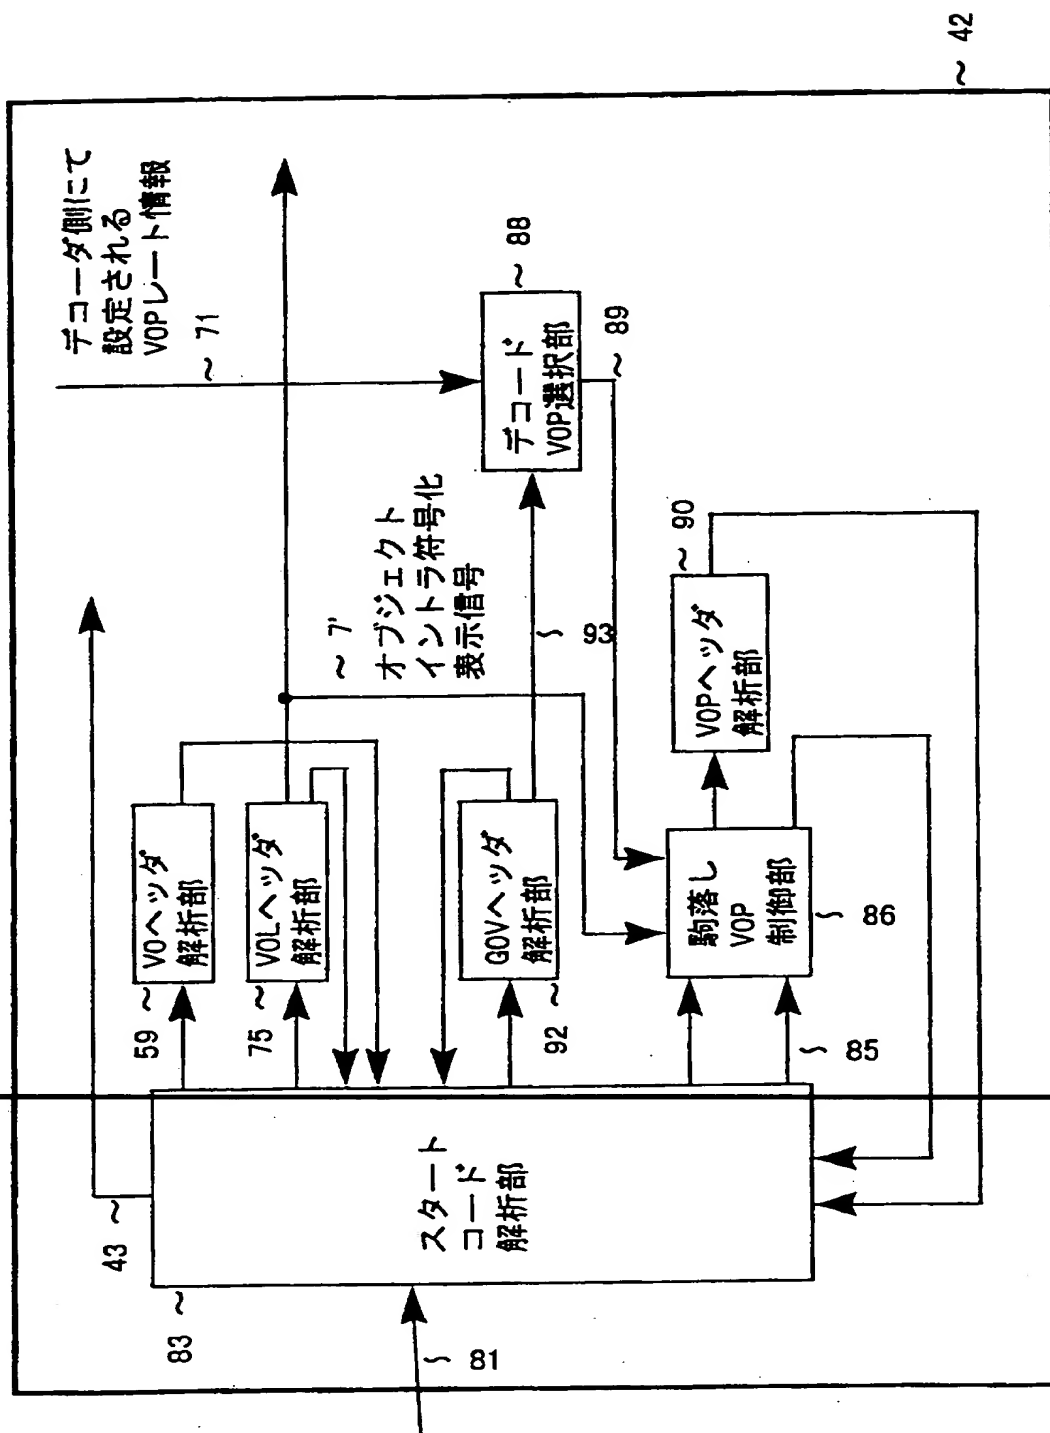 42
デコーダ側にて
設定される
VOPレート情報
71
デコード
VOP選択部
88
89
7'
オブジェクト
イントラ符号化
表示信号
93
VOPヘッダ
解析部
90
VOヘッダ
解析部
59
VOLヘッダ
解析部
75
GOVヘッダ
解析部
92
駒落し
VOP
制御部
86
85
スタート
コード
解析部
43
83
81